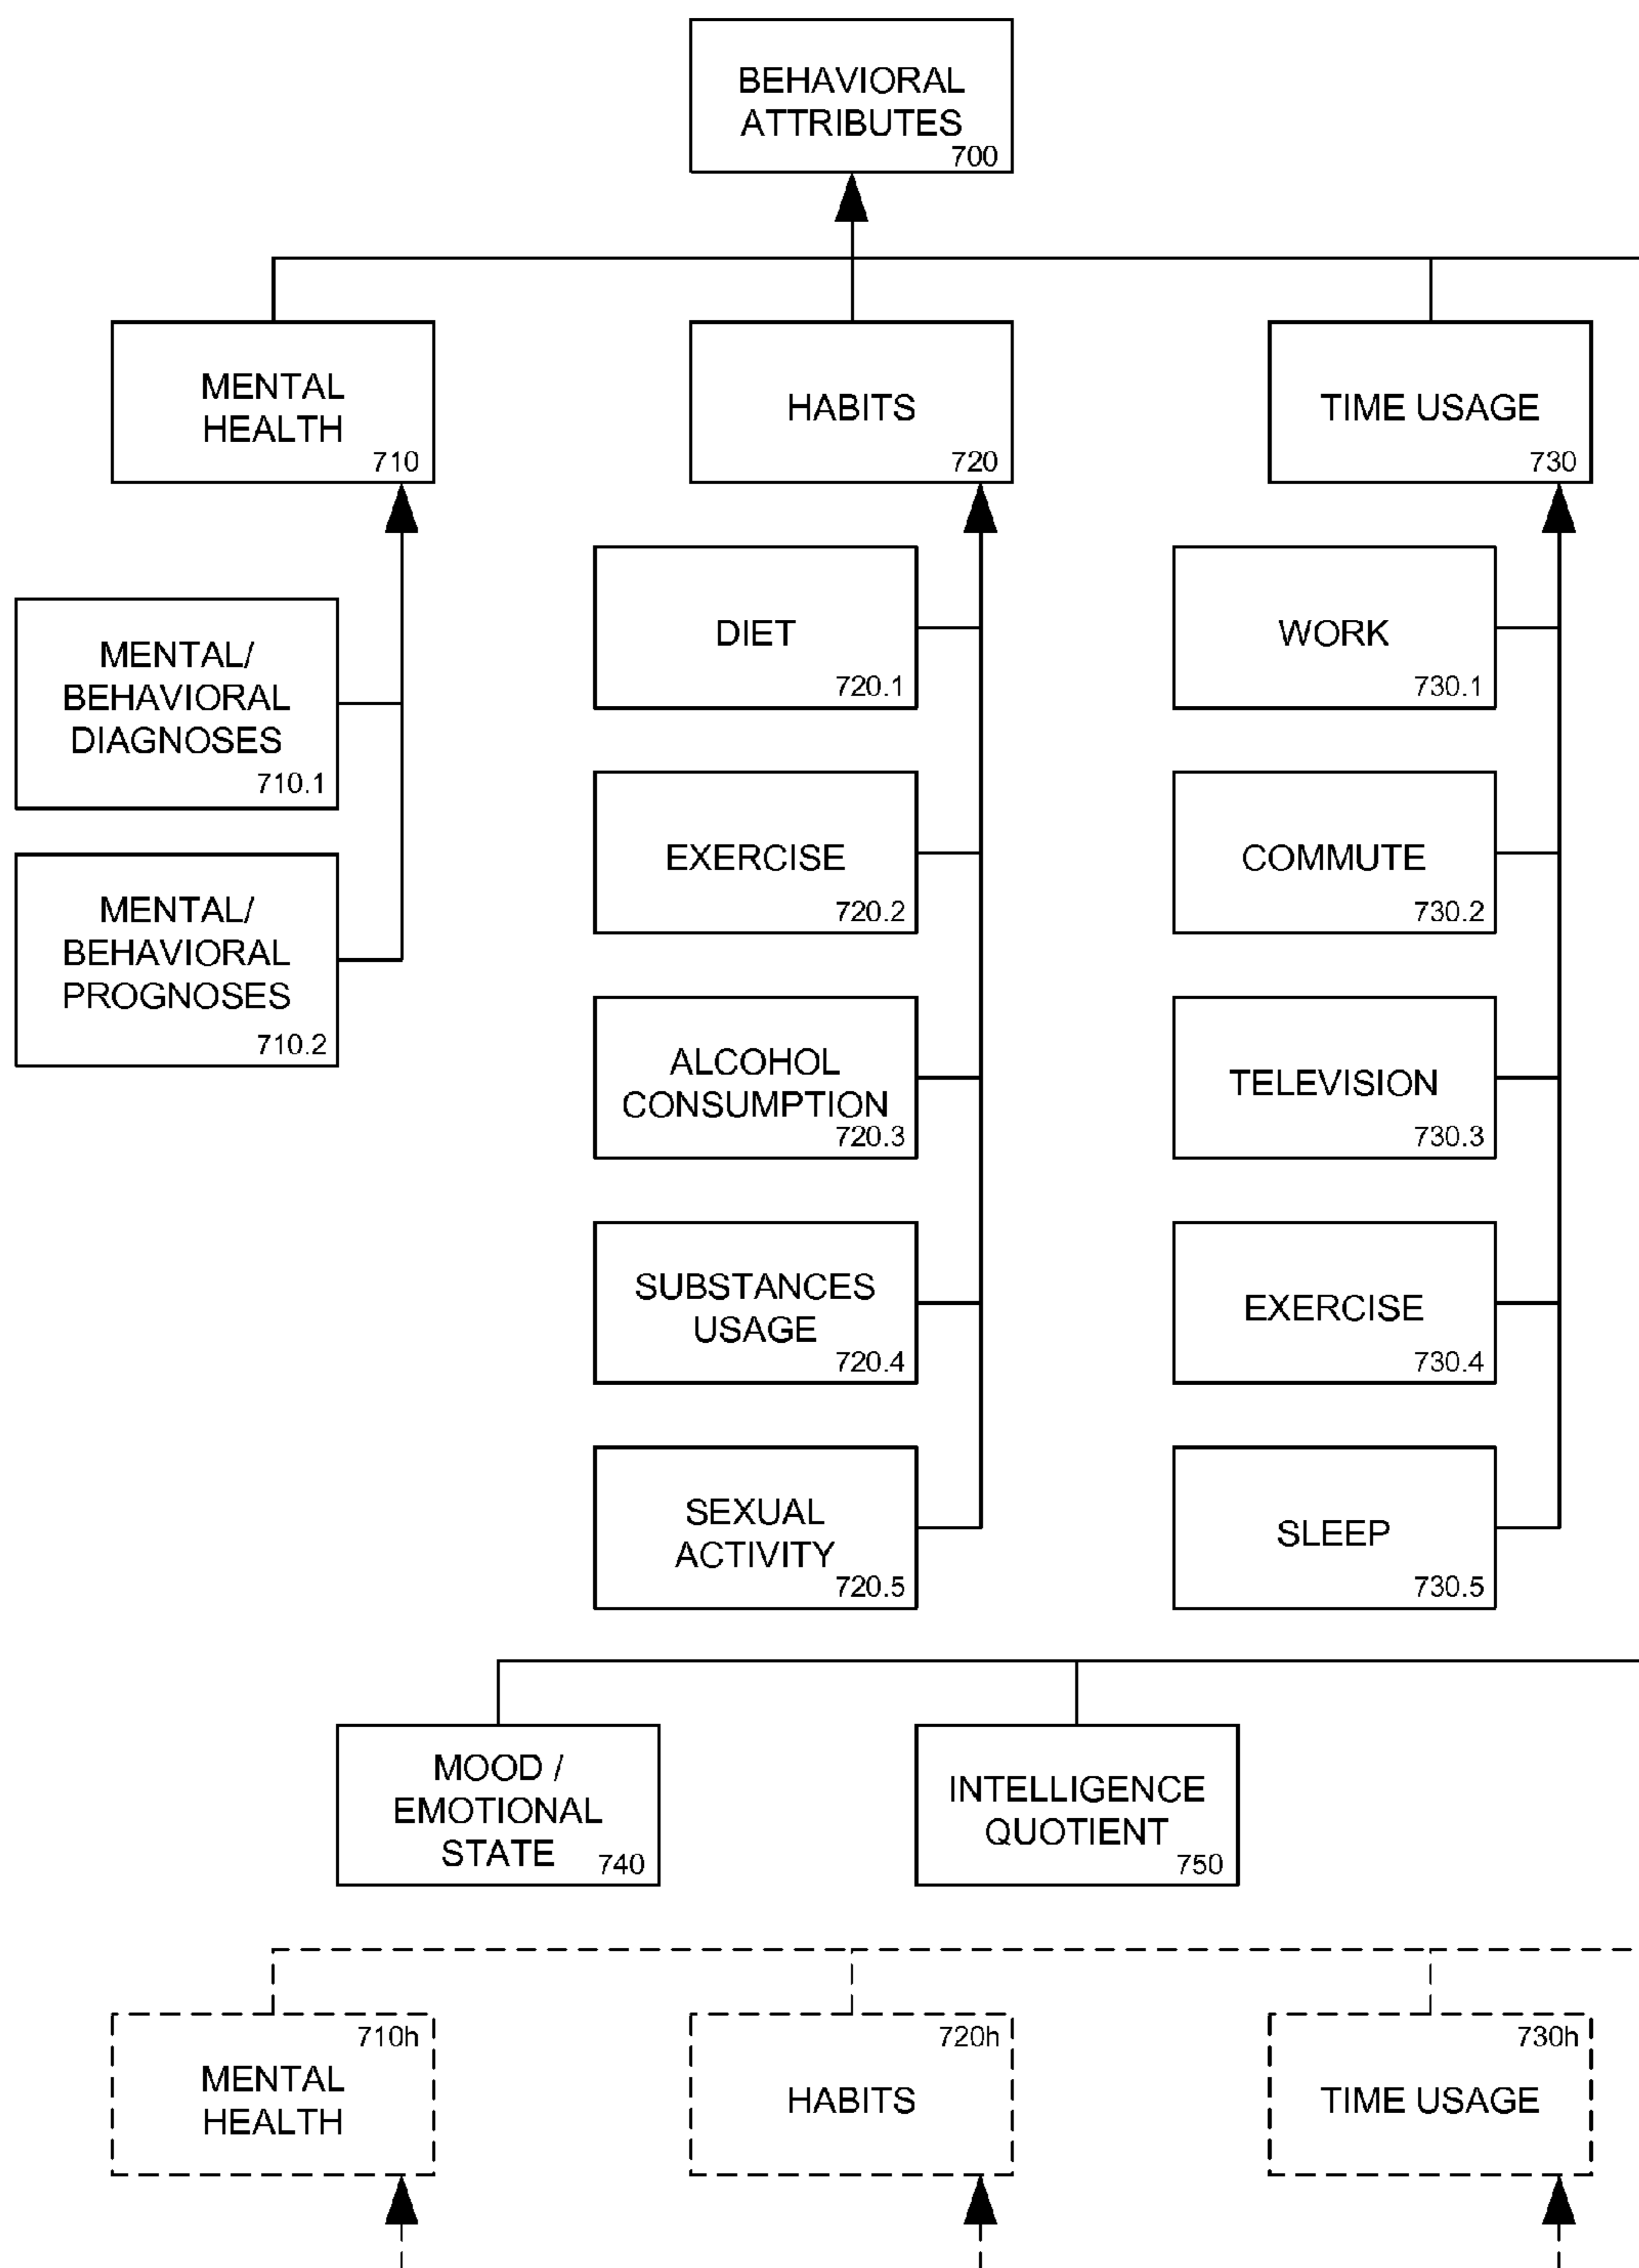 BEHAVIORAL
ATTRIBUTES
700
MENTAL
HEALTH
710
HABITS
720
TIME USAGE
730
MENTAL/
BEHAVIORAL
DIAGNOSES
710.1
MENTAL/
BEHAVIORAL
PROGNOSES
710.2
DIET
720.1
EXERCISE
720.2
ALCOHOL
CONSUMPTION
720.3
SUBSTANCES
USAGE
720.4
SEXUAL
ACTIVITY
720.5
WORK
730.1
COMMUTE
730.2
TELEVISION
730.3
EXERCISE
730.4
SLEEP
730.5
MOOD /
EMOTIONAL
STATE
740
INTELLIGENCE
QUOTIENT
750
710h
MENTAL
HEALTH
720h
HABITS
730h
TIME USAGE